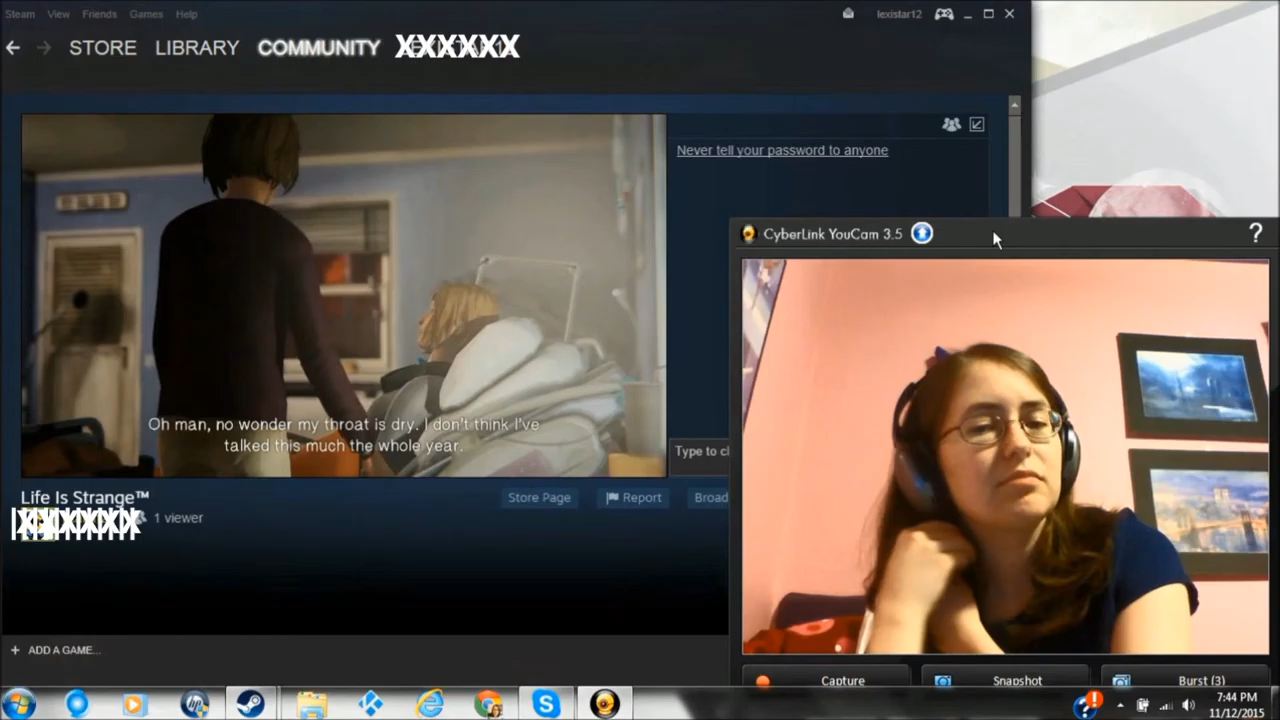 Steam View Friends Games Help
lexistar12
STORE LIBRARY COMMUNITY XXXXXX
Never tell your password to anyone
CyberLink YouCam 3.5
?
Oh man, no wonder my throat is dry. I don't think I've
talked this much the whole year.
Type to
Life Is Strange™
Store Page
Report
Broad
XXXXXX
1 viewer
+ ADD A GAME...
Capture
Snapshot
Burst (3)
7:44 PM
11/12/2015